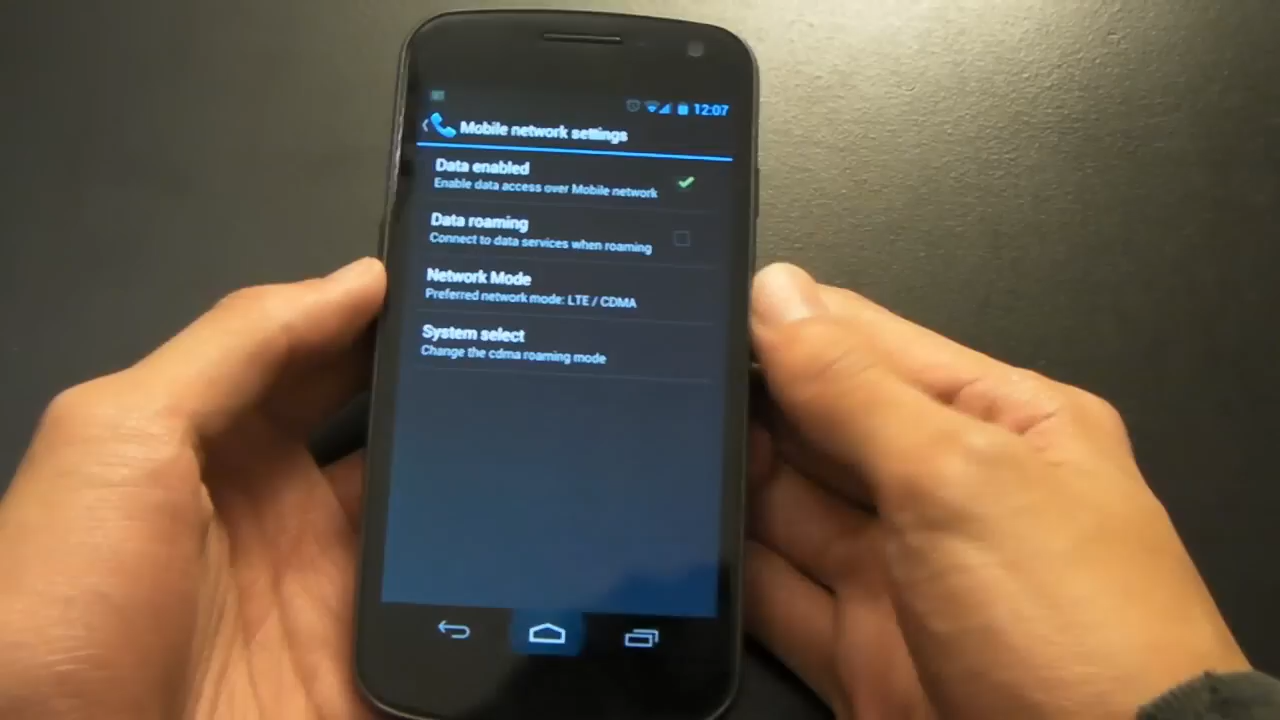 12:07
Mobile network settings
Data enabled
Enable data access over Mobile network
Data roaming
Connect to data services when roaming
Network Mode
Preferred network mode: LTE / CDMA
System select
Change the cdma roaming mode